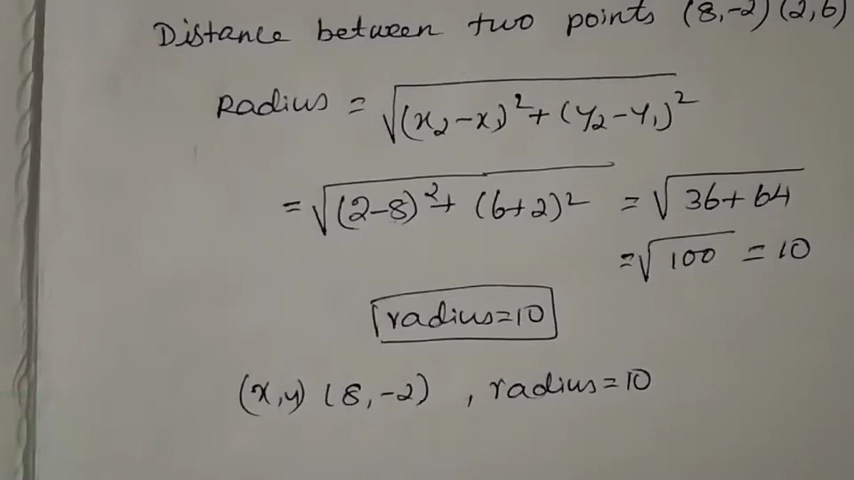 Distance between two points (8,-2) (2,6)
Radius = √(x₂-x₁)² + (y₂-y₁)²
= √(2-8)² + (6+2)² = √36+64
= √100 = 10
radius=10
(x,y) (8,-2) , radius=10